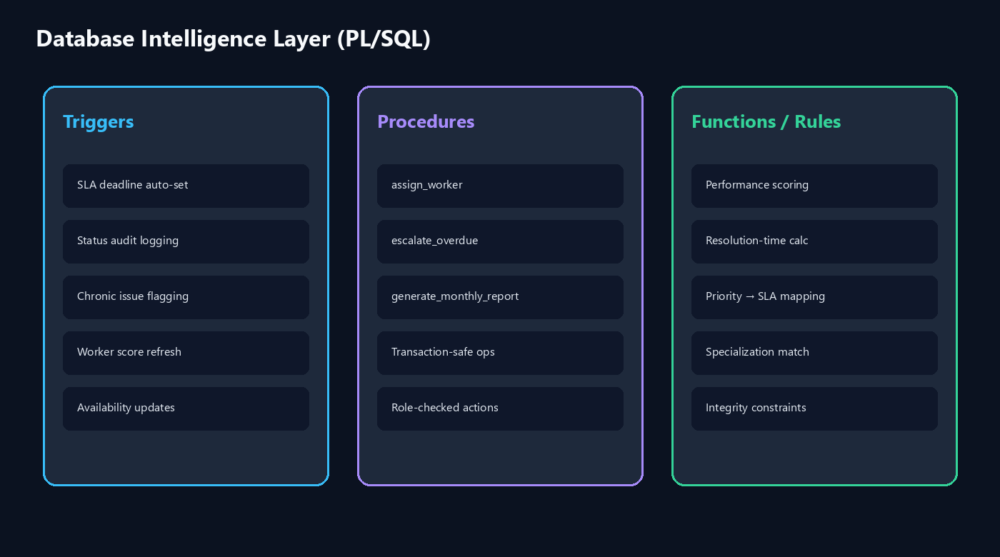 Database Intelligence Layer (PL/SQL)
Triggers
SLA deadline auto-set
Status audit logging
Chronic issue flagging
Worker score refresh
Availability updates
Procedures
assign_worker
escalate_overdue
generate_monthly_report
Transaction-safe ops
Role-checked actions
Functions / Rules
Performance scoring
Resolution-time calc
Priority → SLA mapping
Specialization match
Integrity constraints